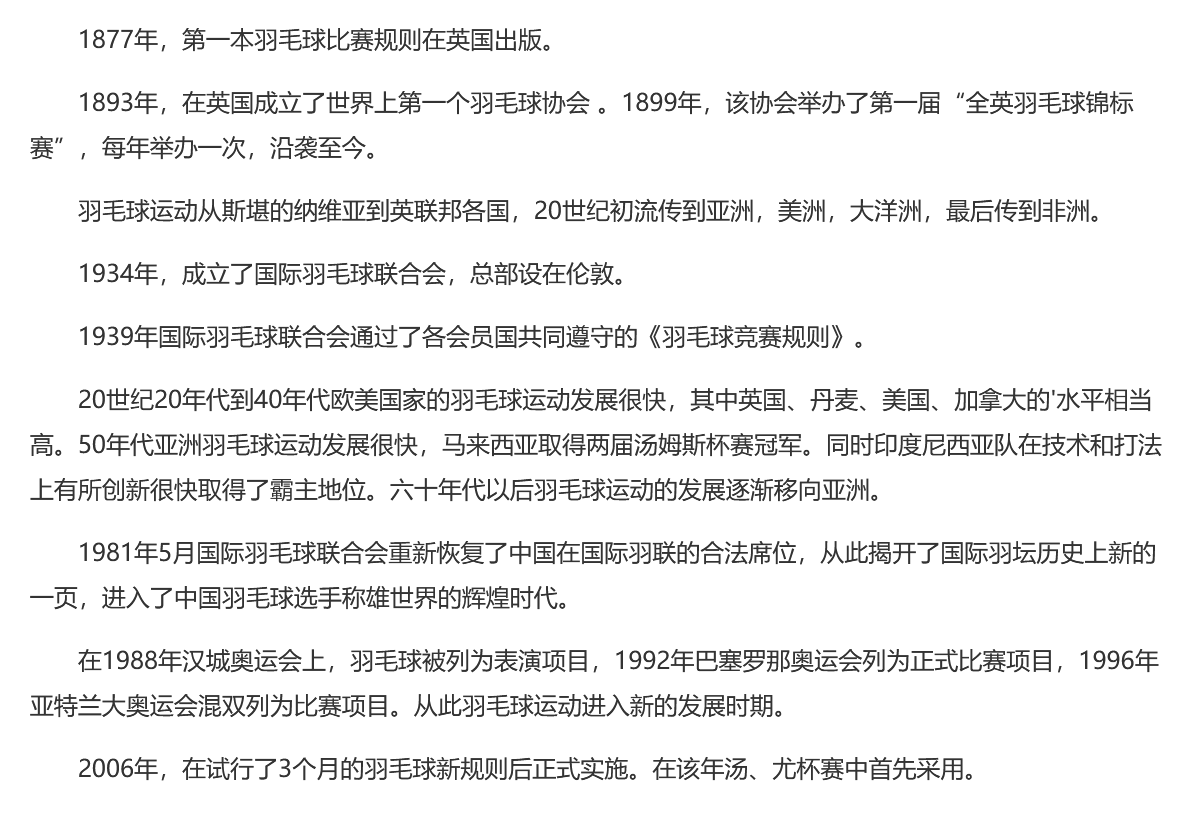 1877年，第一本羽毛球比赛规则在英国出版。
1893年，在英国成立了世界上第一个羽毛球协会 。1899年，该协会举办了第一届“全英羽毛球锦标
赛”，每年举办一次，沿袭至今。
羽毛球运动从斯堪的纳维亚到英联邦各国，20世纪初流传到亚洲，美洲，大洋洲，最后传到非洲。
1934年，成立了国际羽毛球联合会，总部设在伦敦。
1939年国际羽毛球联合会通过了各会员国共同遵守的《羽毛球竞赛规则》。
20世纪20年代到40年代欧美国家的羽毛球运动发展很快，其中英国、丹麦、美国、加拿大的'水平相当
高。50年代亚洲羽毛球运动发展很快，马来西亚取得两届汤姆斯杯赛冠军。同时印度尼西亚队在技术和打法
上有所创新很快取得了霸主地位。六十年代以后羽毛球运动的发展逐渐移向亚洲。
1981年5月国际羽毛球联合会重新恢复了中国在国际羽联的合法席位，从此揭开了国际羽坛历史上新的
一页，进入了中国羽毛球选手称雄世界的辉煌时代。
在1988年汉城奥运会上，羽毛球被列为表演项目，1992年巴塞罗那奥运会列为正式比赛项目，1996年
亚特兰大奥运会混双列为比赛项目。从此羽毛球运动进入新的发展时期。
2006年，在试行了3个月的羽毛球新规则后正式实施。在该年汤、尤杯赛中首先采用。